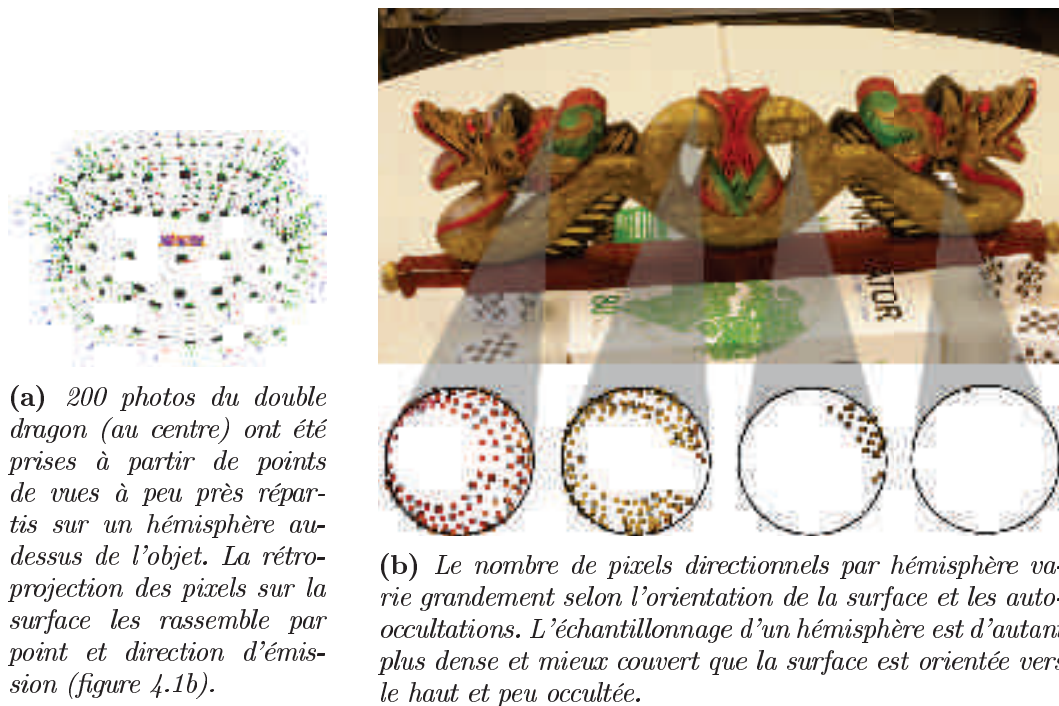 ATOR
80
(a) 200 photos du double
dragon (au centre) ont été
prises à partir de points
de vues à peu près répar-
tis sur un hémisphère au-
dessus de l'objet. La rétro-
projection des pixels sur la
surface les rassemble par
point et direction d'émis-
sion (figure 4.1b).
(b) Le nombre de pixels directionnels par hémisphère va-
rie grandement selon l'orientation de la surface et les auto-
occultations. L'échantillonnage d'un hémisphère est d'autant
plus dense et mieux couvert que la surface est orientée vers
le haut et peu occultée.